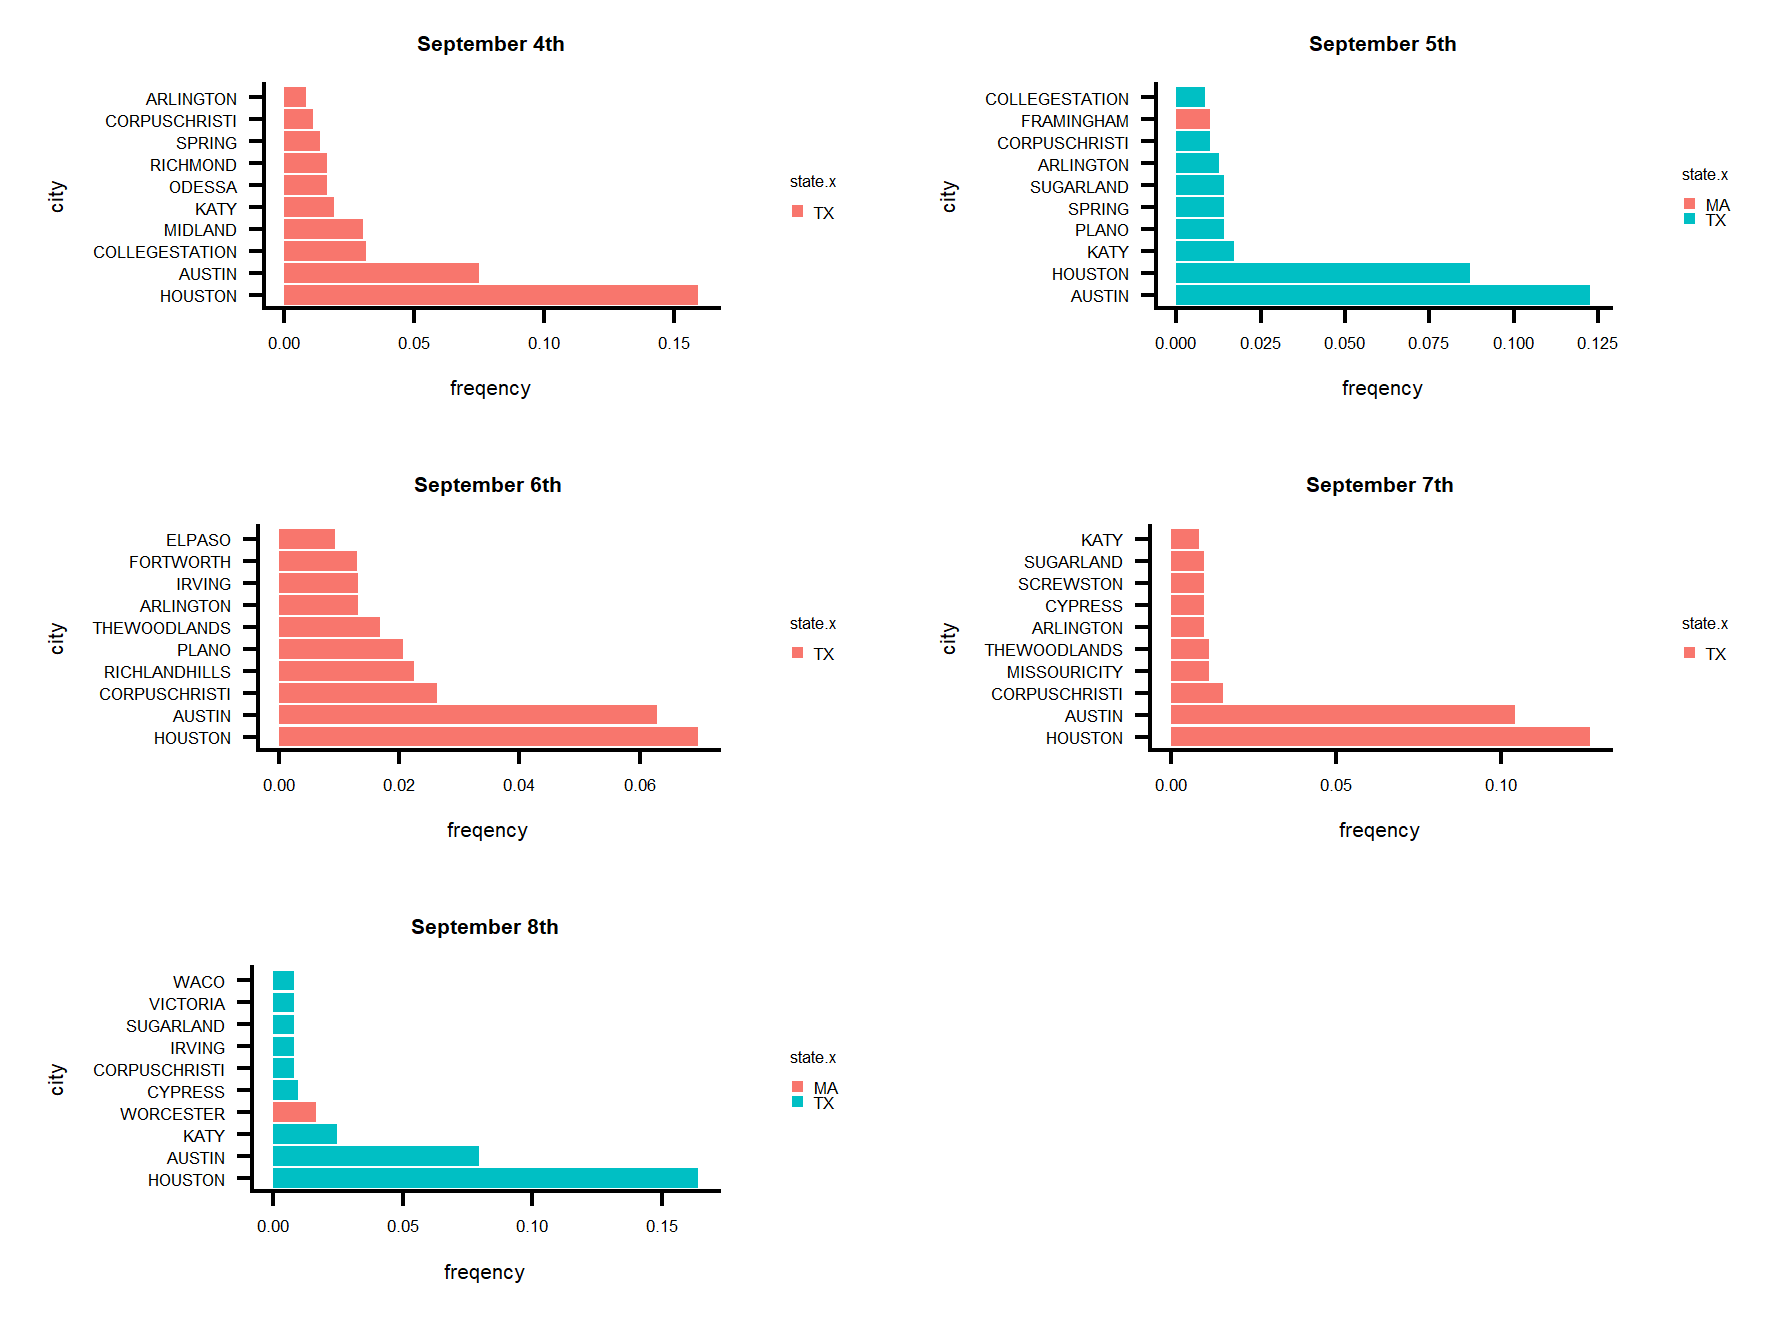 September 4th
ARLINGTON
CORPUSCHRISTI
SPRING
RICHMOND
ODESSA
KATY
MIDLAND
COLLEGESTATION
AUSTIN
HOUSTON
city
0.00 0.05 0.10 0.15
freqency
state.x
TX
September 5th
COLLEGESTATION
FRAMINGHAM
CORPUSCHRISTI
ARLINGTON
SUGARLAND
SPRING
PLANO
KATY
HOUSTON
AUSTIN
city
0.000 0.025 0.050 0.075 0.100 0.125
freqency
state.x
MA
TX
September 6th
ELPASO
FORTWORTH
IRVING
ARLINGTON
THEWOODLANDS
PLANO
RICHLANDHILLS
CORPUSCHRISTI
AUSTIN
HOUSTON
city
0.00 0.02 0.04 0.06
freqency
state.x
TX
September 7th
KATY
SUGARLAND
SCREWSTON
CYPRESS
ARLINGTON
THEWOODLANDS
MISSOURICITY
CORPUSCHRISTI
AUSTIN
HOUSTON
city
0.00 0.05 0.10
freqency
state.x
TX
September 8th
WACO
VICTORIA
SUGARLAND
IRVING
CORPUSCHRISTI
CYPRESS
WORCESTER
KATY
AUSTIN
HOUSTON
city
0.00 0.05 0.10 0.15
freqency
state.x
MA
TX